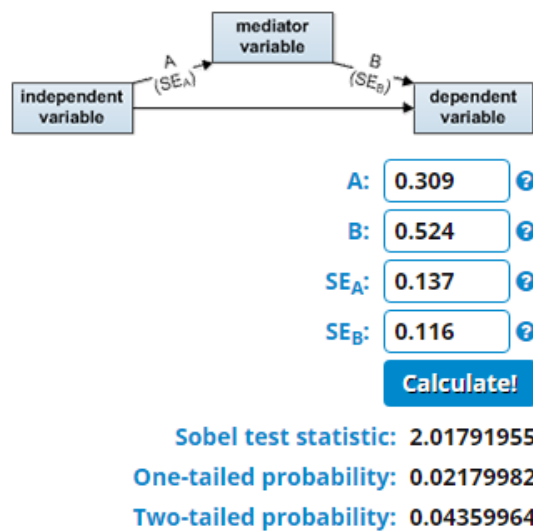 mediator
variable
A
(SEA)
B
(SEB)
independent
variable
dependent
variable
A: 0.309 ?
B: 0.524 ?
SEA: 0.137 ?
SEB: 0.116 ?
Calculate!
Sobel test statistic: 2.01791955
One-tailed probability: 0.02179982
Two-tailed probability: 0.04359964